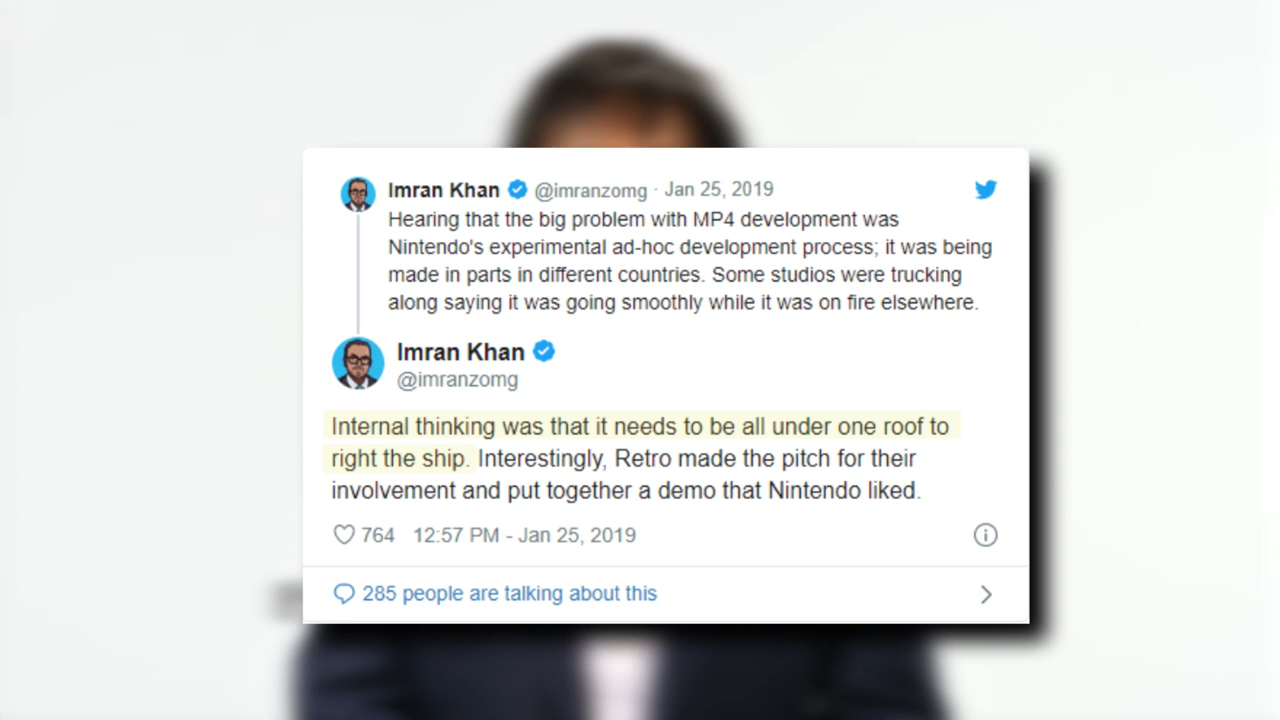 Imran Khan @imranzomg · Jan 25, 2019
Hearing that the big problem with MP4 development was
Nintendo's experimental ad-hoc development process; it was being
made in parts in different countries. Some studios were trucking
along saying it was going smoothly while it was on fire elsewhere.
Imran Khan
@imranzomg
Internal thinking was that it needs to be all under one roof to
right the ship. Interestingly, Retro made the pitch for their
involvement and put together a demo that Nintendo liked.
764 12:57 PM - Jan 25, 2019
285 people are talking about this